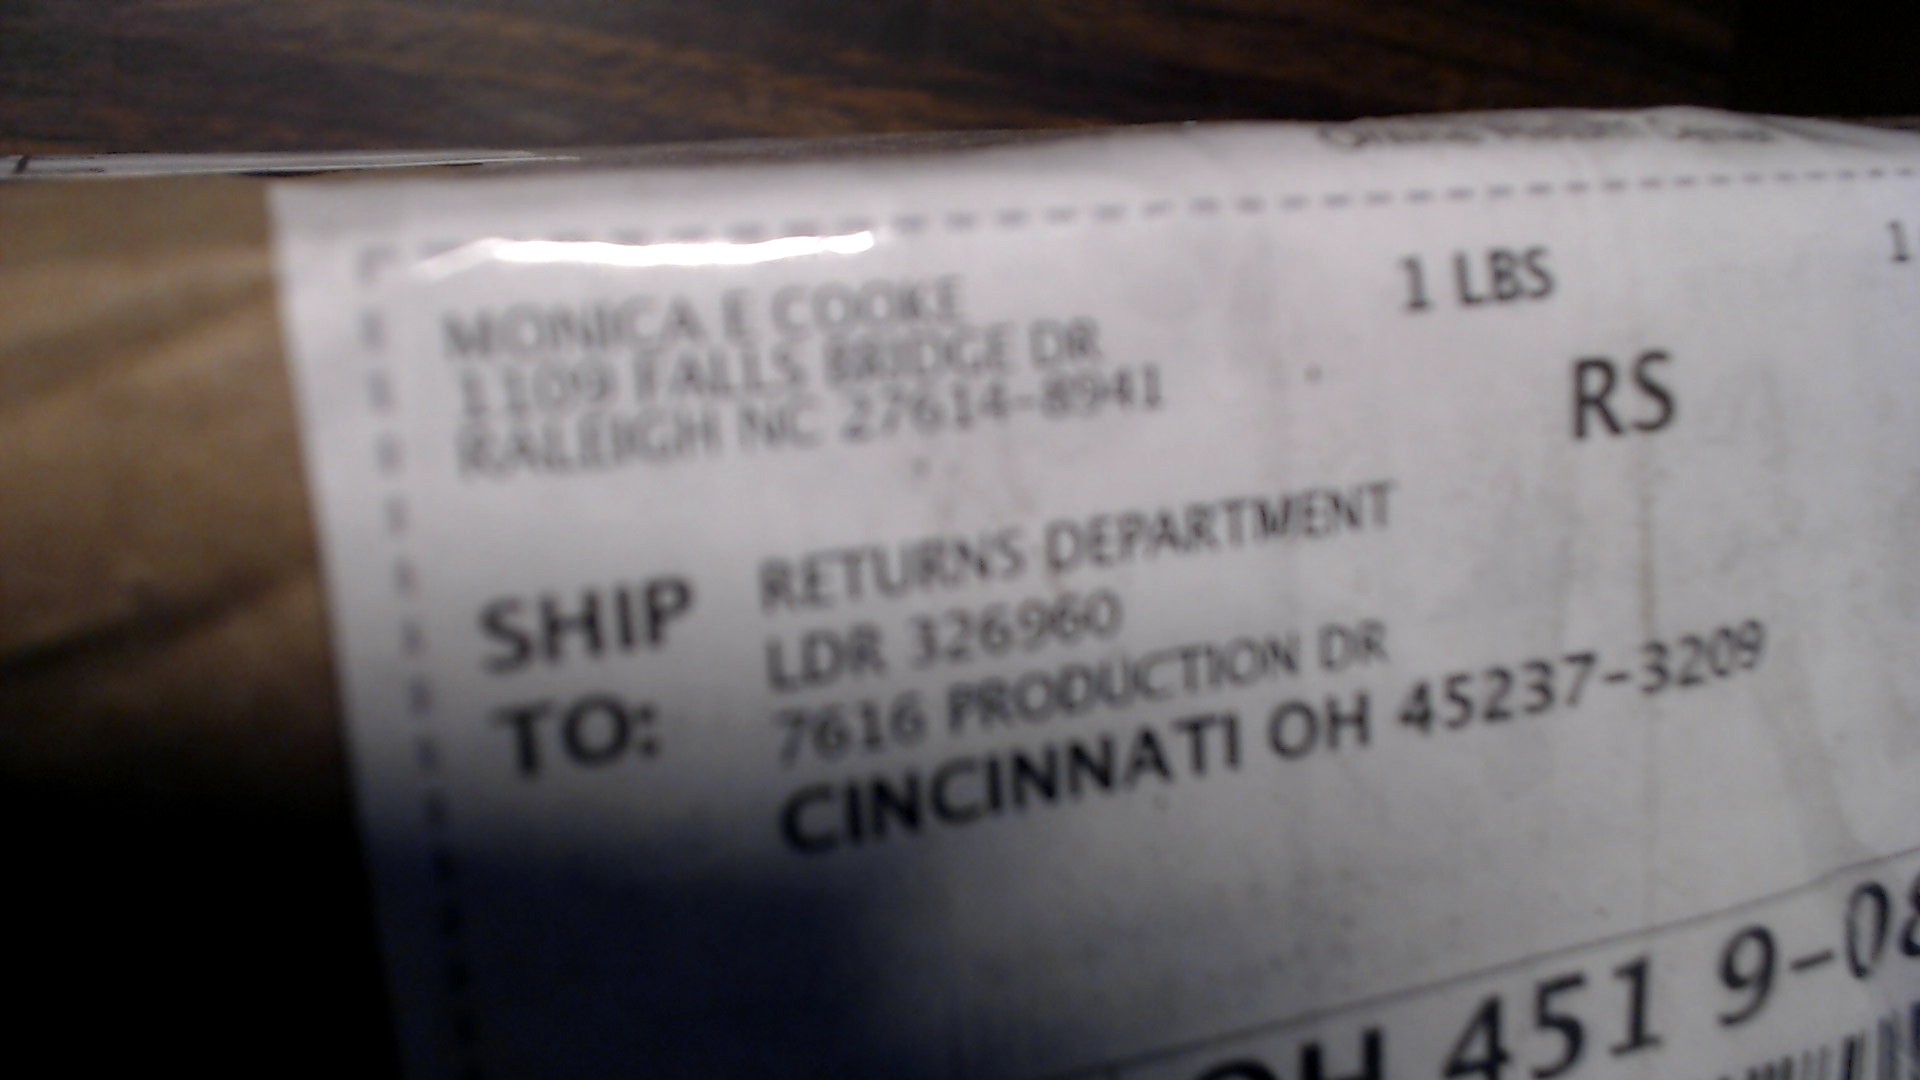 1 LBS
1
MONICA E COOKE
1109 FALLS BRIDGE DR
RALEIGH NC 27614-8941
RS
SHIP TO:
RETURNS DEPARTMENT
LDR 326960
7616 PRODUCTION DR
CINCINNATI OH 45237-3209
OH 451 9-08